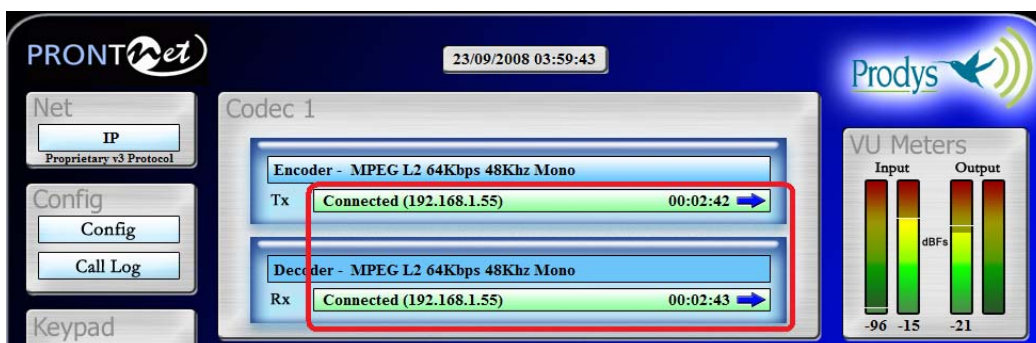 PRONTnet
23/09/2008 03:59:43
Prodys
Net
IP
Proprietary v3 Protocol
Config
Config
Call Log
Keypad
Codec 1
Encoder - MPEG L2 64Kbps 48Khz Mono
Tx Connected (192.168.1.55) 00:02:42
Decoder - MPEG L2 64Kbps 48Khz Mono
Rx Connected (192.168.1.55) 00:02:43
VU Meters
Input Output
dBFs
-96 -15 -21